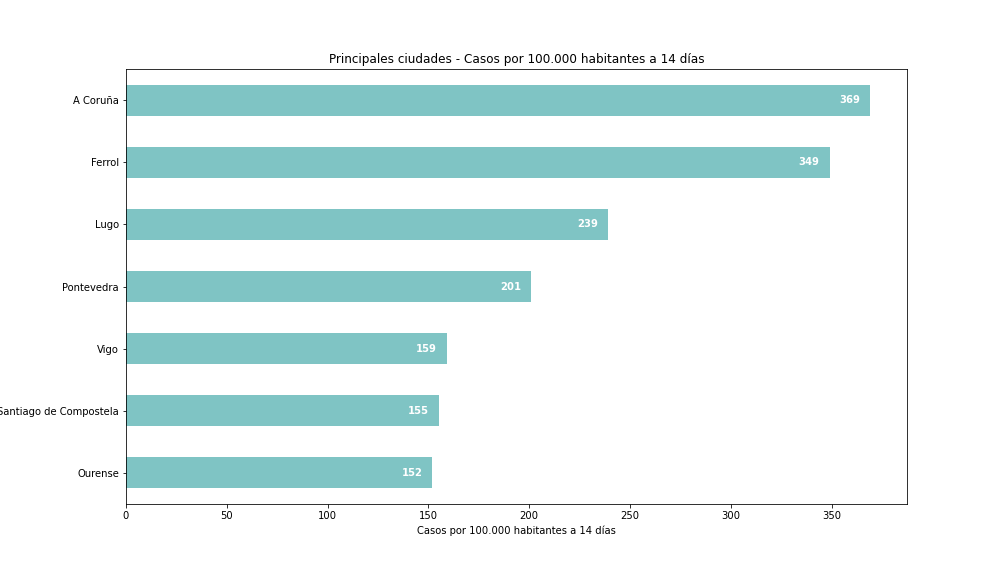 Principales ciudades - Casos por 100.000 habitantes a 14 días
A Coruña 369
Ferrol 349
Lugo 239
Pontevedra 201
Vigo 159
Santiago de Compostela 155
Ourense 152
0 50 100 150 200 250 300 350
Casos por 100.000 habitantes a 14 días